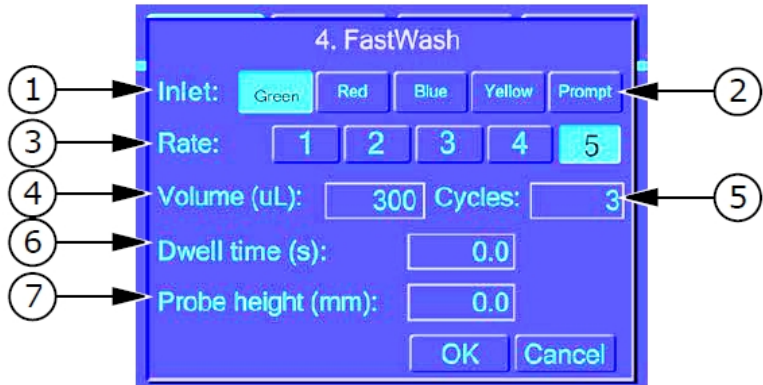 4. FastWash
1 Inlet: Green Red Blue Yellow Prompt 2
3 Rate: 1 2 3 4 5
4 Volume (uL): 300 Cycles: 3 5
6 Dwell time (s): 0.0
7 Probe height (mm): 0.0
OK Cancel